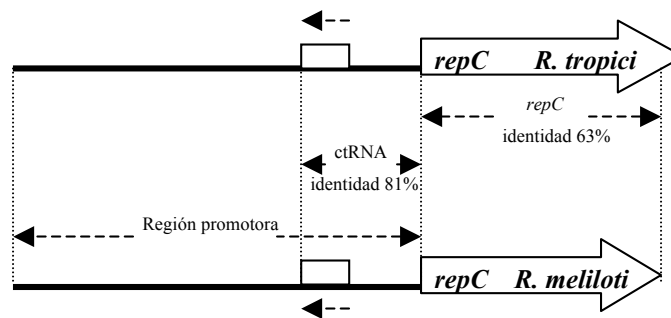 repC R. tropici
repC
identidad 63%
ctRNA
identidad 81%
Región promotora
repC R. meliloti